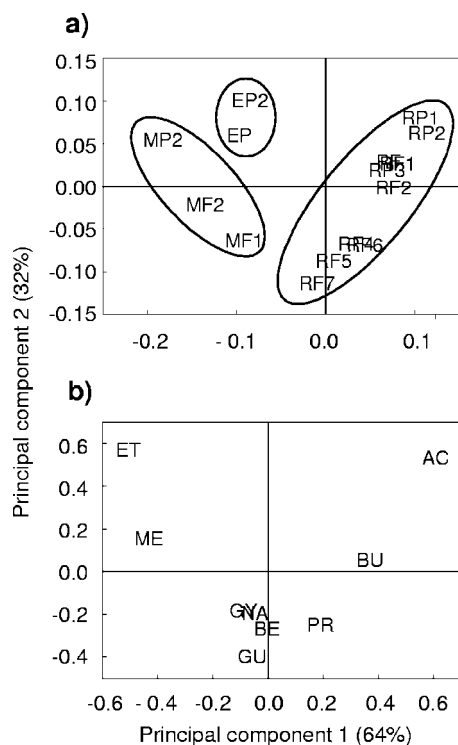 a)
0.15
0.10
0.05
0.00
-0.05
-0.10
-0.15
EP2
EP
MP2
MF2
MF1
RP1
RP2
RP3
RF2
RF5
RF6
RF7
-0.2
- 0.1
0.0
0.1
Principal component 2 (32%)
b)
0.6
0.4
0.2
0.0
-0.2
-0.4
ET
ME
AC
BU
GY
NA
BE
PR
GU
-0.6
-0.4
-0.2
0.0
0.2
0.4
0.6
Principal component 1 (64%)